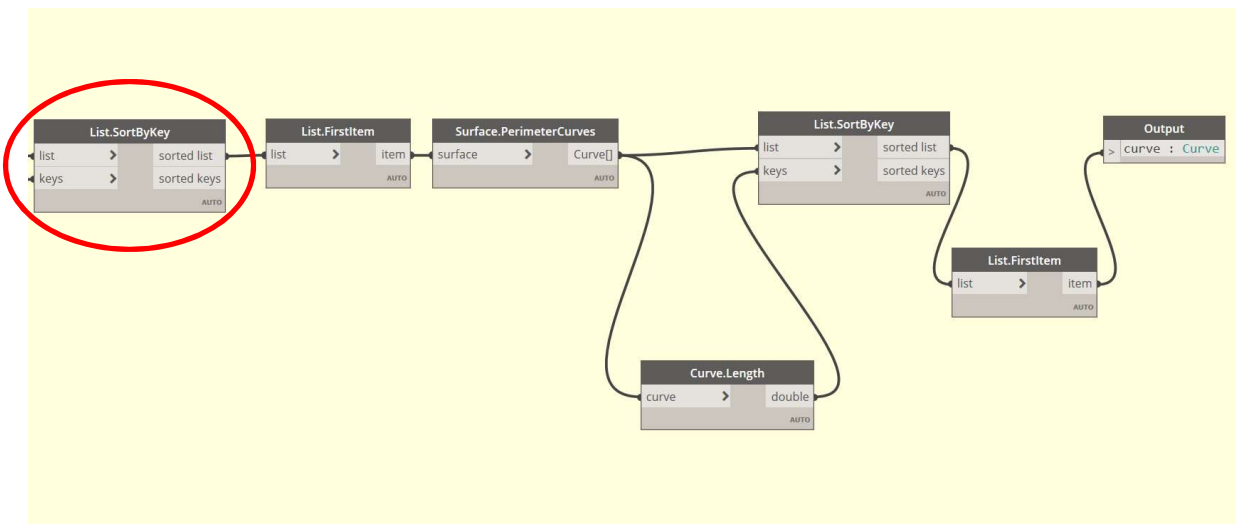 List.SortByKey
list > sorted list
keys > sorted keys
AUTO
List.FirstItem
list > item
AUTO
Surface.PerimeterCurves
surface > Curve[]
AUTO
List.SortByKey
list > sorted list
keys > sorted keys
AUTO
Output
> curve : Curve
List.FirstItem
list > item
AUTO
Curve.Length
curve > double
AUTO